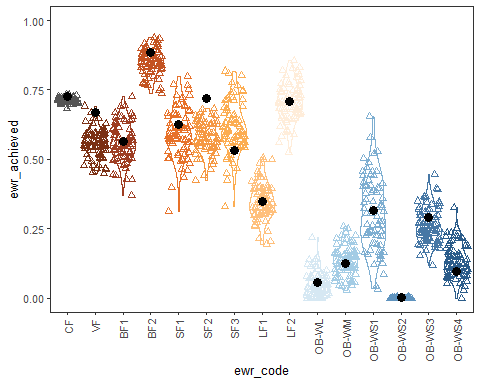 1.00
0.75
0.50
0.25
0.00
ewr_achieved
CF
VF
BF1
BF2
SF1
SF2
SF3
LF1
LF2
OB-WL
OB-WM
OB-WS1
OB-WS2
OB-WS3
OB-WS4
ewr_code